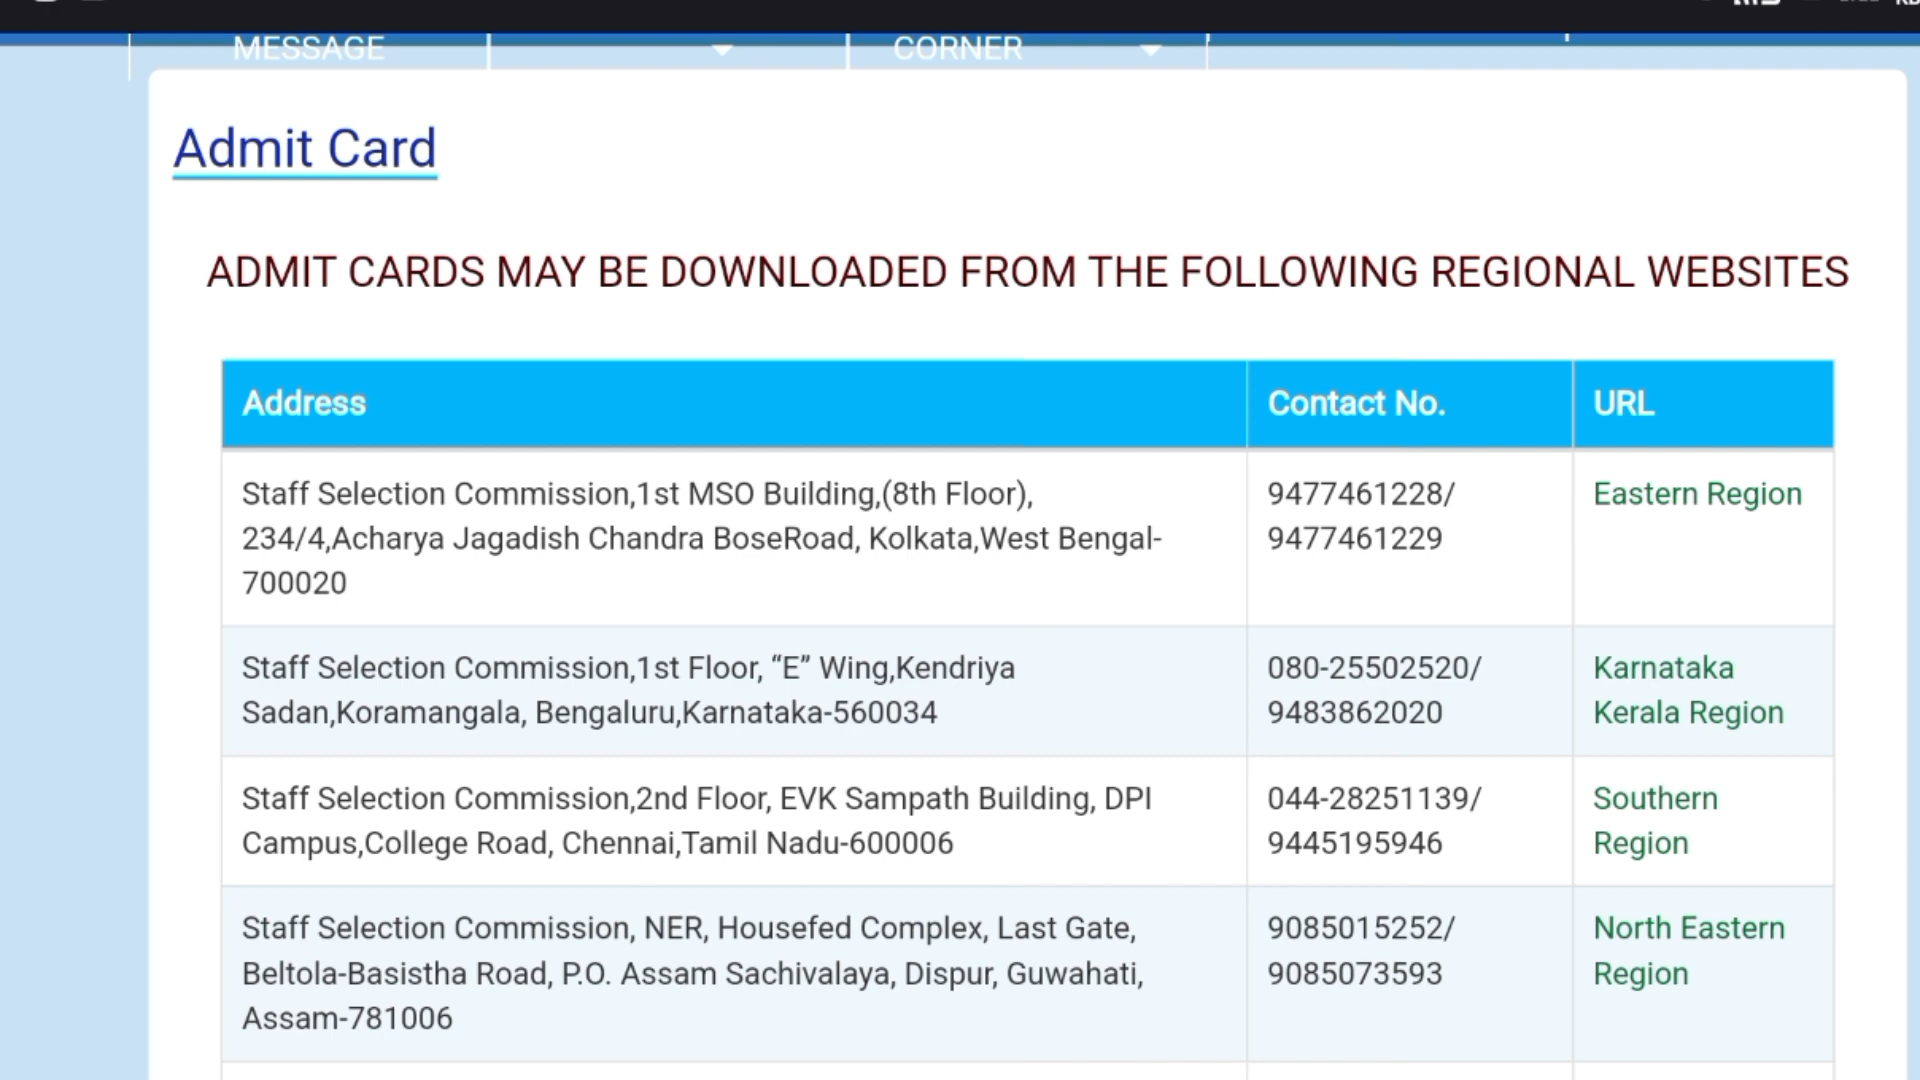 MESSAGE
CORNER
Admit Card
ADMIT CARDS MAY BE DOWNLOADED FROM THE FOLLOWING REGIONAL WEBSITES
Address
Contact No.
URL
Staff Selection Commission,1st MSO Building,(8th Floor),
234/4,Acharya Jagadish Chandra BoseRoad, Kolkata,West Bengal-
700020
9477461228/
9477461229
Eastern Region
Staff Selection Commission,1st Floor, “E” Wing,Kendriya
Sadan,Koramangala, Bengaluru,Karnataka-560034
080-25502520/
9483862020
Karnataka
Kerala Region
Staff Selection Commission,2nd Floor, EVK Sampath Building, DPI
Campus,College Road, Chennai,Tamil Nadu-600006
044-28251139/
9445195946
Southern
Region
Staff Selection Commission, NER, Housefed Complex, Last Gate,
Beltola-Basistha Road, P.O. Assam Sachivalaya, Dispur, Guwahati,
Assam-781006
9085015252/
9085073593
North Eastern
Region